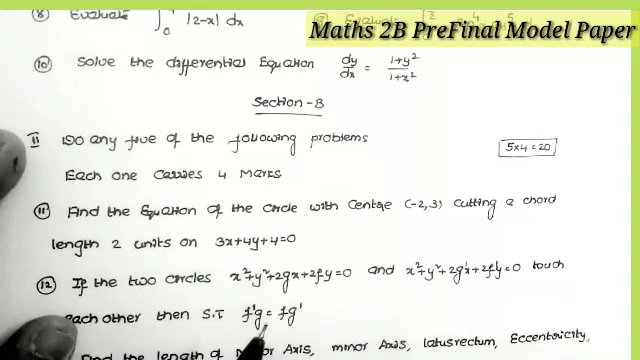 Maths 2B PreFinal Model Paper
⑧ Evaluate ∫₀ |2-x| dx
Evaluate
⑩ Solve the differential Equation dy/dx = 1+y²/1+x²
Section-B
II Do any five of the following problems
5x4=20
Each one Carries 4 Marks
⑪ Find the Equation of the circle with Centre (-2,3) Cutting a chord
length 2 units on 3x+4y+4=0
⑫ If the two circles x²+y²+2gx+2fy=0 and x²+y²+2g'x+2f'y=0 touch
each other then S.T f'g = fg'
Find the length of Major Axis, minor Axis, latusrectum, Eccentricity,